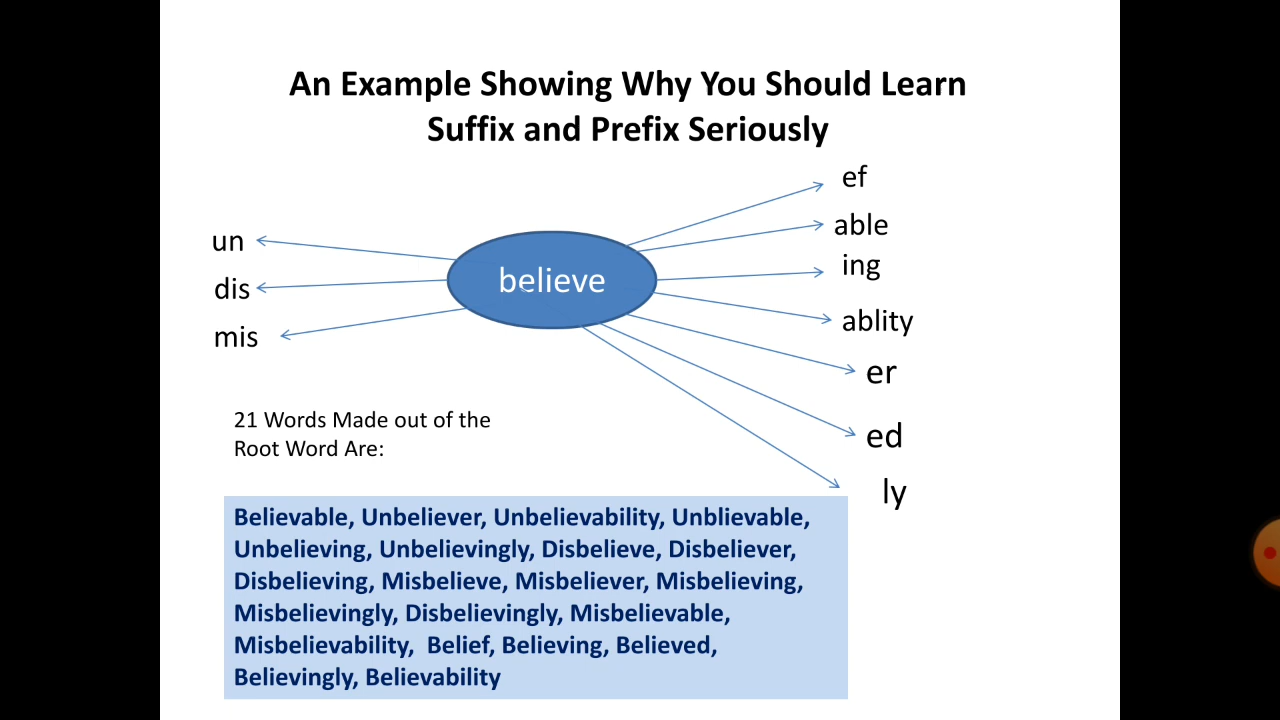 An Example Showing Why You Should Learn
Suffix and Prefix Seriously
un
dis
mis
believe
ef
able
ing
ablity
er
ed
ly
21 Words Made out of the
Root Word Are:
Believable, Unbeliever, Unbelievability, Unblievable,
Unbelieving, Unbelievingly, Disbelieve, Disbeliever,
Disbelieving, Misbelieve, Misbeliever, Misbelieving,
Misbelievingly, Disbelievingly, Misbelievable,
Misbelievability,  Belief, Believing, Believed,
Believingly, Believability